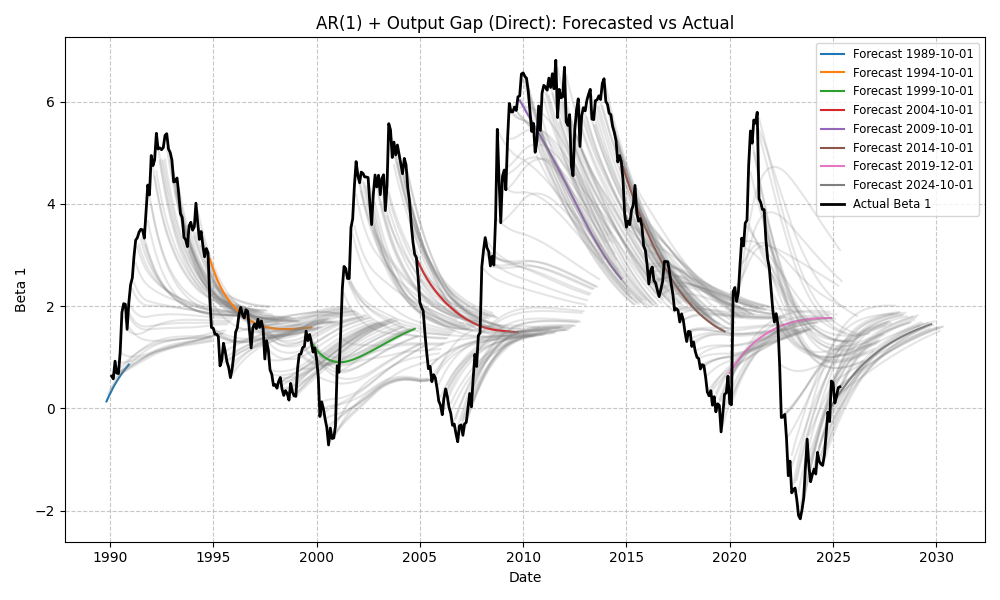 AR(1) + Output Gap (Direct): Forecasted vs Actual
Forecast 1989-10-01
Forecast 1994-10-01
Forecast 1999-10-01
Forecast 2004-10-01
Forecast 2009-10-01
Forecast 2014-10-01
Forecast 2019-12-01
Forecast 2024-10-01
Actual Beta 1
Beta 1
6
4
2
0
−2
1990 1995 2000 2005 2010 2015 2020 2025 2030
Date